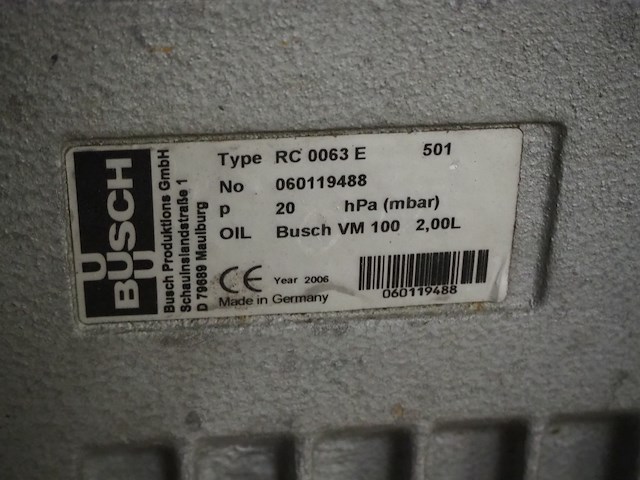 BUSCH
Busch Produktions GmbH
Schauinslandstraße 1
D 79689 Maulburg
Type RC 0063 E 501
No 060119488
p 20 hPa (mbar)
OIL Busch VM 100 2,00L
CE Year 2006
Made in Germany
060119488